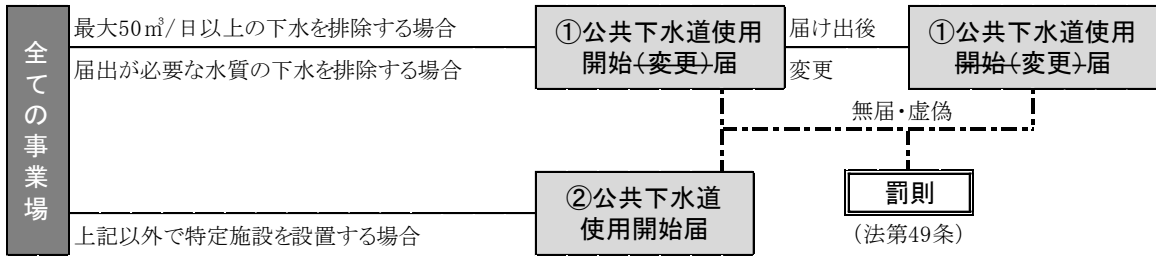 全ての事業場
最大50㎥/日以上の下水を排除する場合
届出が必要な水質の下水を排除する場合
①公共下水道使用
開始(変更)届
届け出後
変更
①公共下水道使用
開始(変更)届
無届・虚偽
②公共下水道
使用開始届
罰則
(法第49条)
上記以外で特定施設を設置する場合